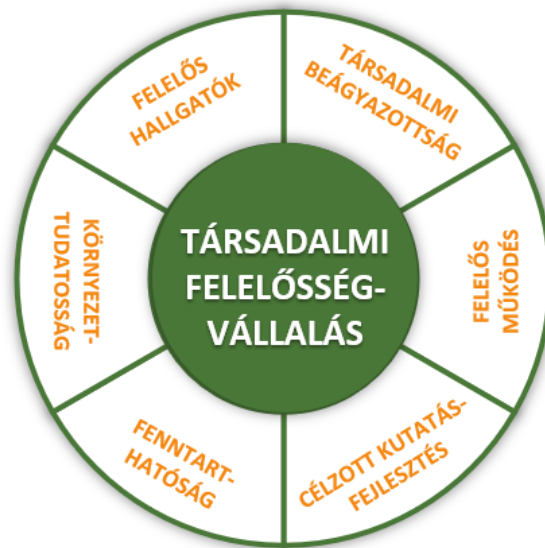 TÁRSADALMI
FELELŐSSÉG-
VÁLLALÁS
TÁRSADALMI
BEÁGYAZOTTSÁG
FELELŐS
MŰKÖDÉS
CÉLZOTT KUTATÁS-
FEJLESZTÉS
FENNTART-
HATÓSÁG
KÖRNYEZET-
TUDATOSSÁG
FELELŐS
HALLGATÓK